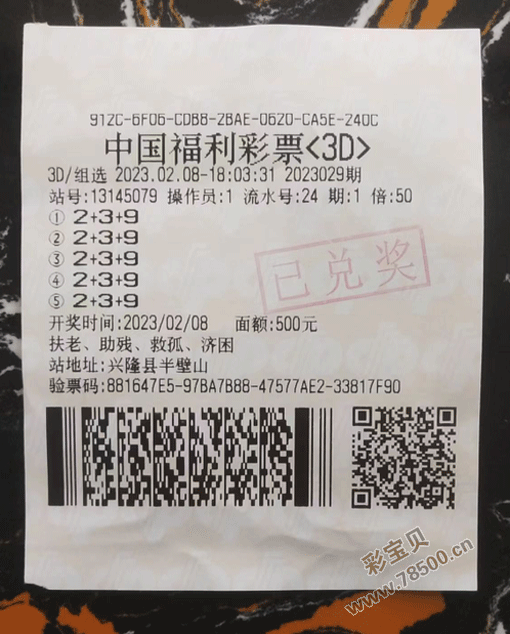 912C-6F06-CDB8-2BAE-0620-CA5E-240C
中国福利彩票<3D>
3D/组选 2023.02.08-18:03:31 2023029期
站号:13145079 操作员:1 流水号:24 期:1 倍:50
① 2+3+9
② 2+3+9
③ 2+3+9
④ 2+3+9
⑤ 2+3+9
已兑奖
开奖时间:2023/02/08 面额:500元
扶老、助残、救孤、济困
站地址:兴隆县半壁山
验票码:881647E5-97BA7B88-47577AE2-33817F90
彩宝贝
www.78500.cn